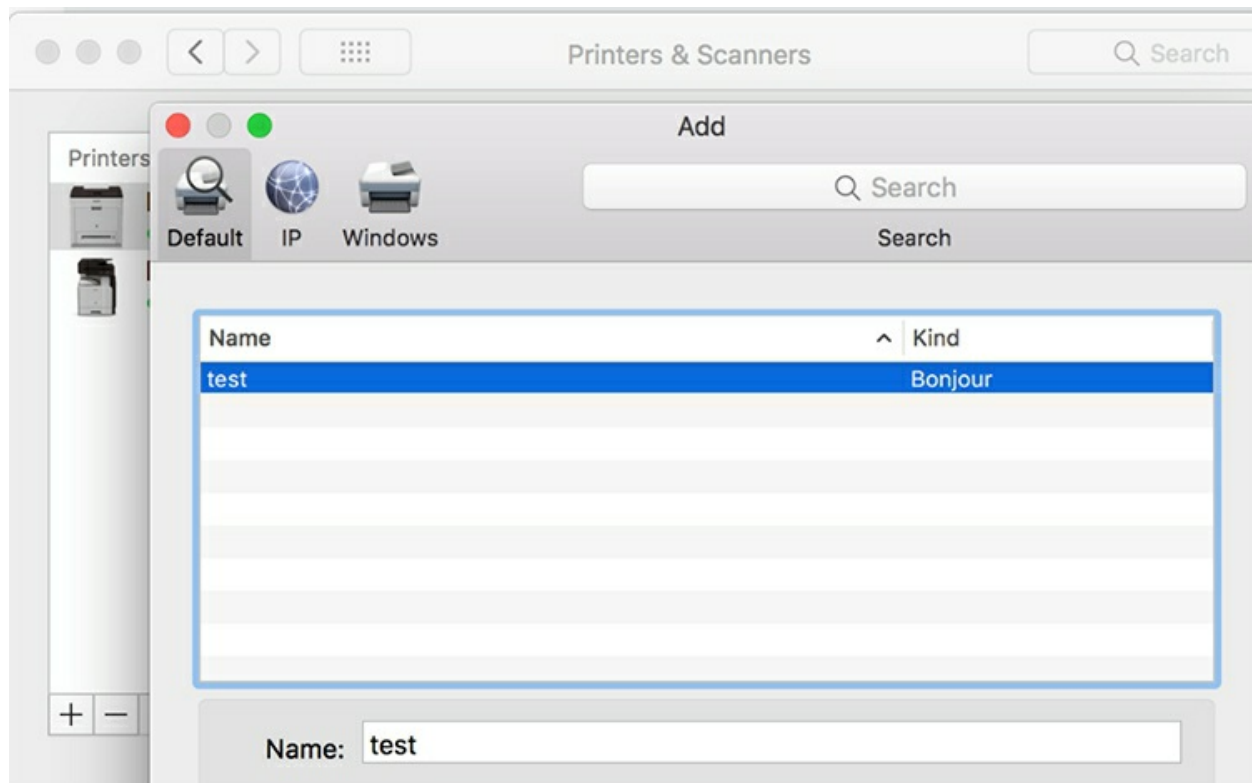 Printers & Scanners
Search
Add
Printers
Search
Default
IP
Windows
Search
Name
Kind
test
Bonjour
Name:
test